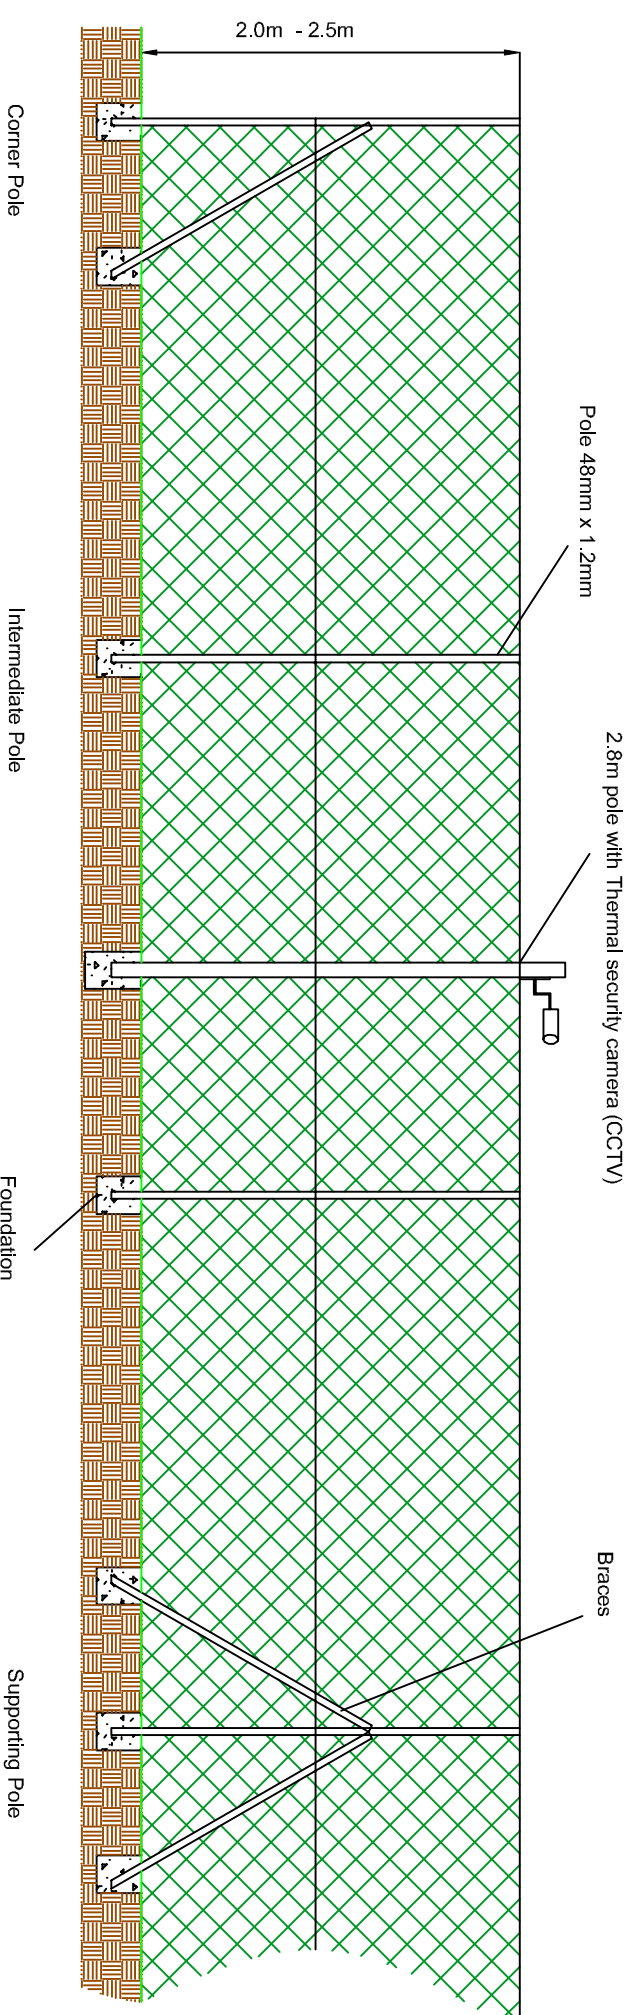 2.0m - 2.5m
Pole 48mm x 1.2mm
2.8m pole with Thermal security camera (CCTV)
Braces
Corner Pole
Intermediate Pole
Foundation
Supporting Pole